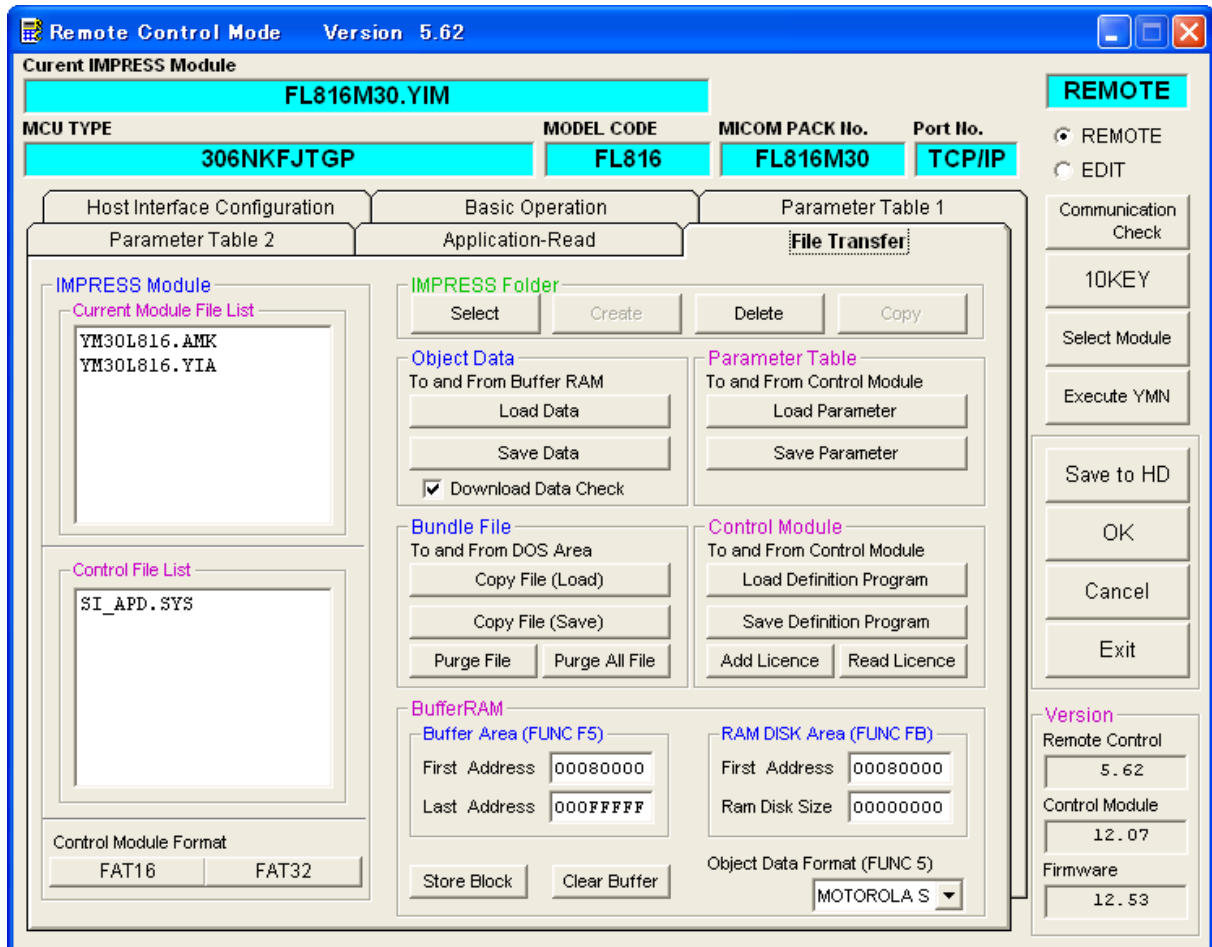 Remote Control Mode Version 5.62
Curent IMPRESS Module
FL816M30.YIM
REMOTE
MCU TYPE MODEL CODE MICOM PACK No. Port No.
306NKFJTGP FL816 FL816M30 TCP/IP
REMOTE
EDIT
Host Interface Configuration Basic Operation Parameter Table 1
Parameter Table 2 Application-Read File Transfer
Communication
Check
10KEY
Select Module
Execute YMN
Save to HD
OK
Cancel
Exit
IMPRESS Module
Current Module File List
YM30L816.AMK
YM30L816.YIA
Control File List
SI_APD.SYS
Control Module Format
FAT16 FAT32
IMPRESS Folder
Select Create Delete Copy
Object Data
To and From Buffer RAM
Load Data
Save Data
Download Data Check
Parameter Table
To and From Control Module
Load Parameter
Save Parameter
Bundle File
To and From DOS Area
Copy File (Load)
Copy File (Save)
Purge File Purge All File
Control Module
To and From Control Module
Load Definition Program
Save Definition Program
Add Licence Read Licence
BufferRAM
Buffer Area (FUNC F5)
First Address 00080000
Last Address 000FFFFF
RAM DISK Area (FUNC FB)
First Address 00080000
Ram Disk Size 00000000
Store Block Clear Buffer
Object Data Format (FUNC 5)
MOTOROLA S
Version
Remote Control
5.62
Control Module
12.07
Firmware
12.53